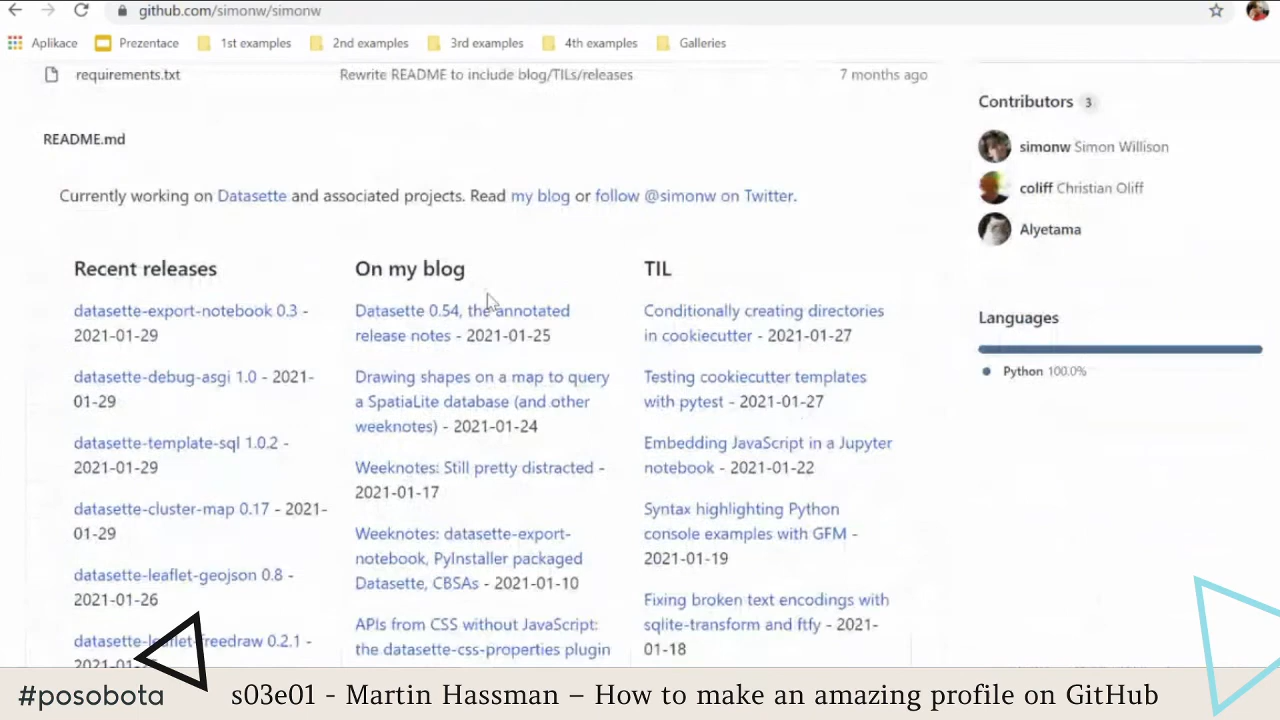 github.com/simonw/simonw
Aplikace Prezentace 1st examples 2nd examples 3rd examples 4th examples Galleries
requirements.txt Rewrite README to include blog/TILs/releases 7 months ago
README.md
Currently working on Datasette and associated projects. Read my blog or follow @simonw on Twitter.
Recent releases
datasette-export-notebook 0.3 -
2021-01-29
datasette-debug-asgi 1.0 - 2021-
01-29
datasette-template-sql 1.0.2 -
2021-01-29
datasette-cluster-map 0.17 - 2021-
01-29
datasette-leaflet-geojson 0.8 -
2021-01-26
datasette-leaflet-freedraw 0.2.1 -
On my blog
Datasette 0.54, the annotated
release notes - 2021-01-25
Drawing shapes on a map to query
a SpatiaLite database (and other
weeknotes) - 2021-01-24
Weeknotes: Still pretty distracted -
2021-01-17
Weeknotes: datasette-export-
notebook, PyInstaller packaged
Datasette, CBSAs - 2021-01-10
APIs from CSS without JavaScript:
the datasette-css-properties plugin
TIL
Conditionally creating directories
in cookiecutter - 2021-01-27
Testing cookiecutter templates
with pytest - 2021-01-27
Embedding JavaScript in a Jupyter
notebook - 2021-01-22
Syntax highlighting Python
console examples with GFM -
2021-01-19
Fixing broken text encodings with
sqlite-transform and ftfy - 2021-
01-18
Contributors 3
simonw Simon Willison
coliff Christian Oliff
Alyetama
Languages
Python 100.0%
#posobota s03e01 - Martin Hassman – How to make an amazing profile on GitHub